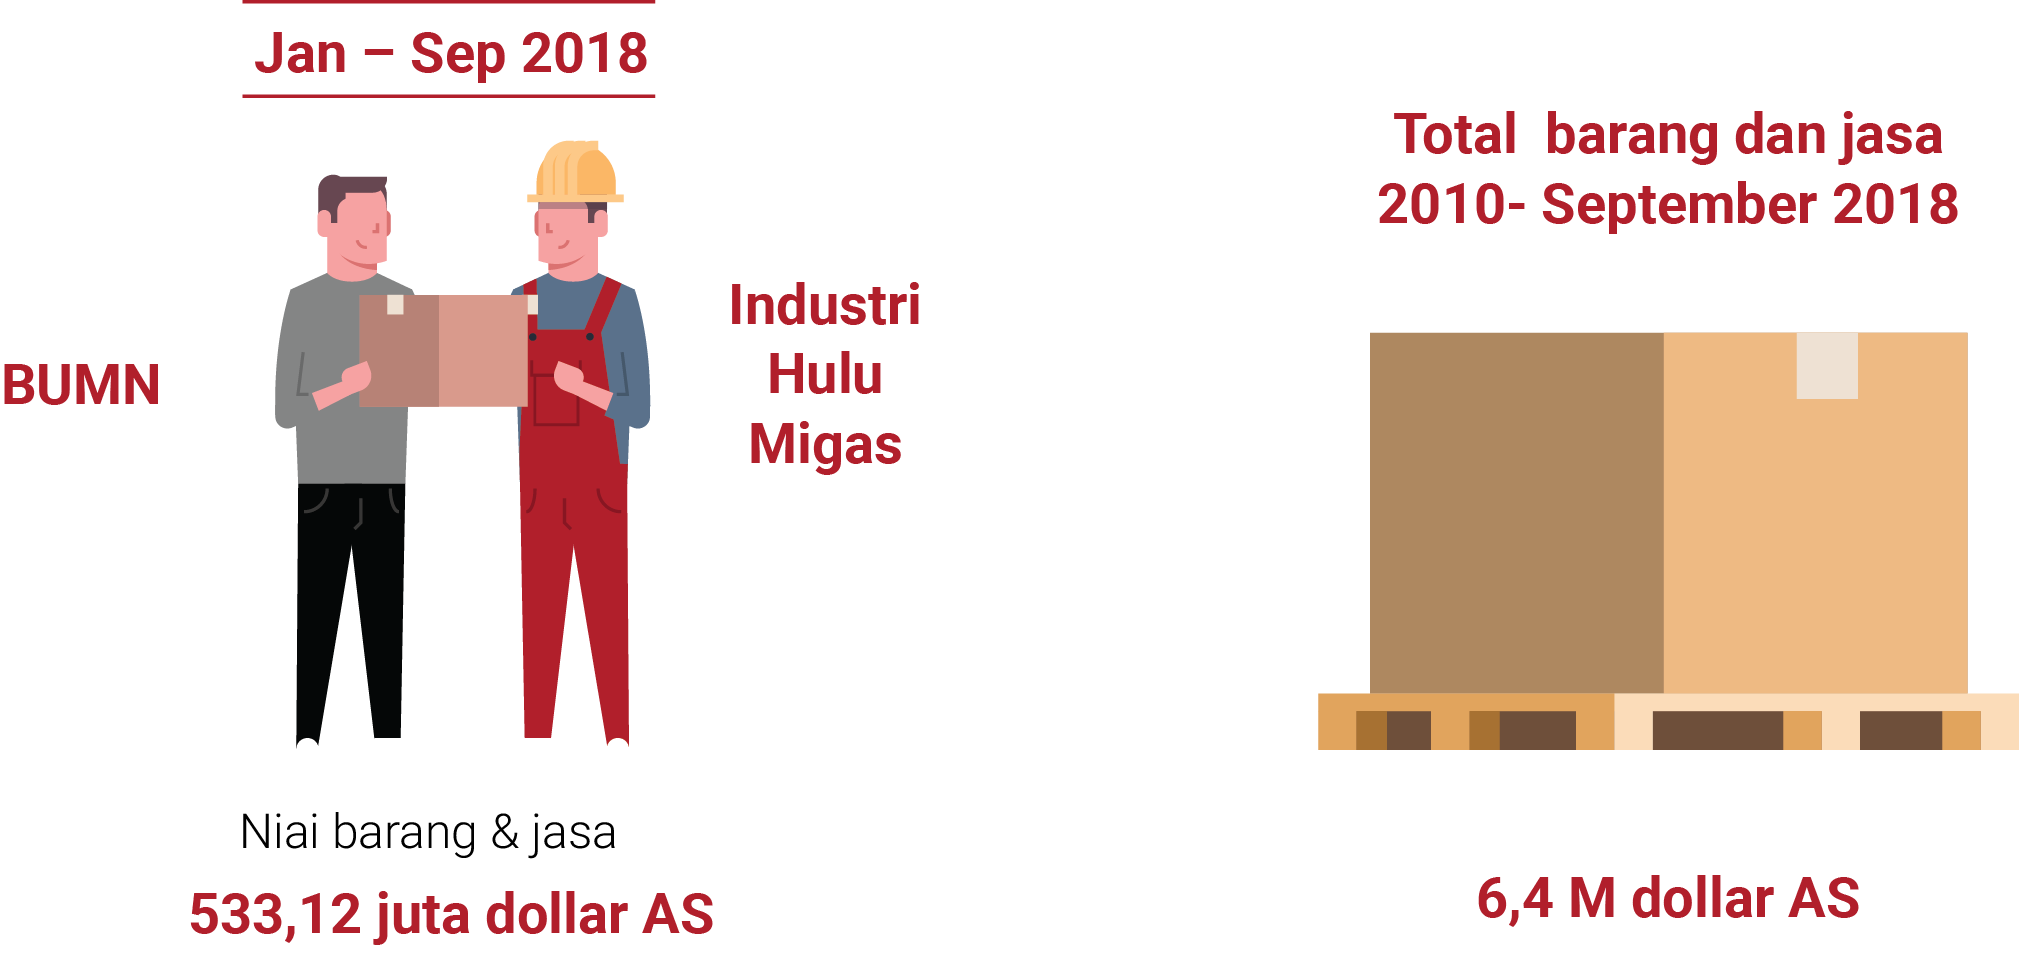 Jan – Sep 2018
BUMN
Industri
Hulu
Migas
Niai barang & jasa
533,12 juta dollar AS
Total barang dan jasa
2010- September 2018
6,4 M dollar AS